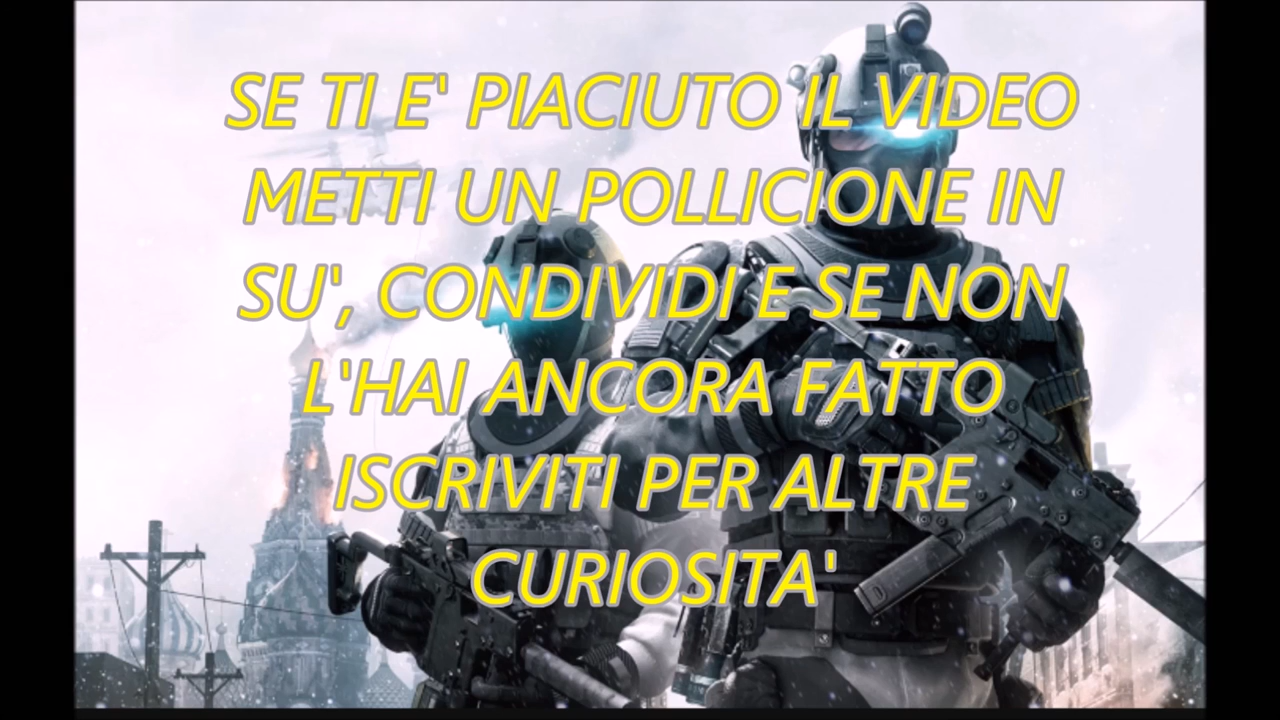 SE TI E' PIACIUTO IL VIDEO
METTI UN POLLICIONE IN
SU', CONDIVIDI E SE NON
L'HAI ANCORA FATTO
ISCRIVITI PER ALTRE
CURIOSITA'